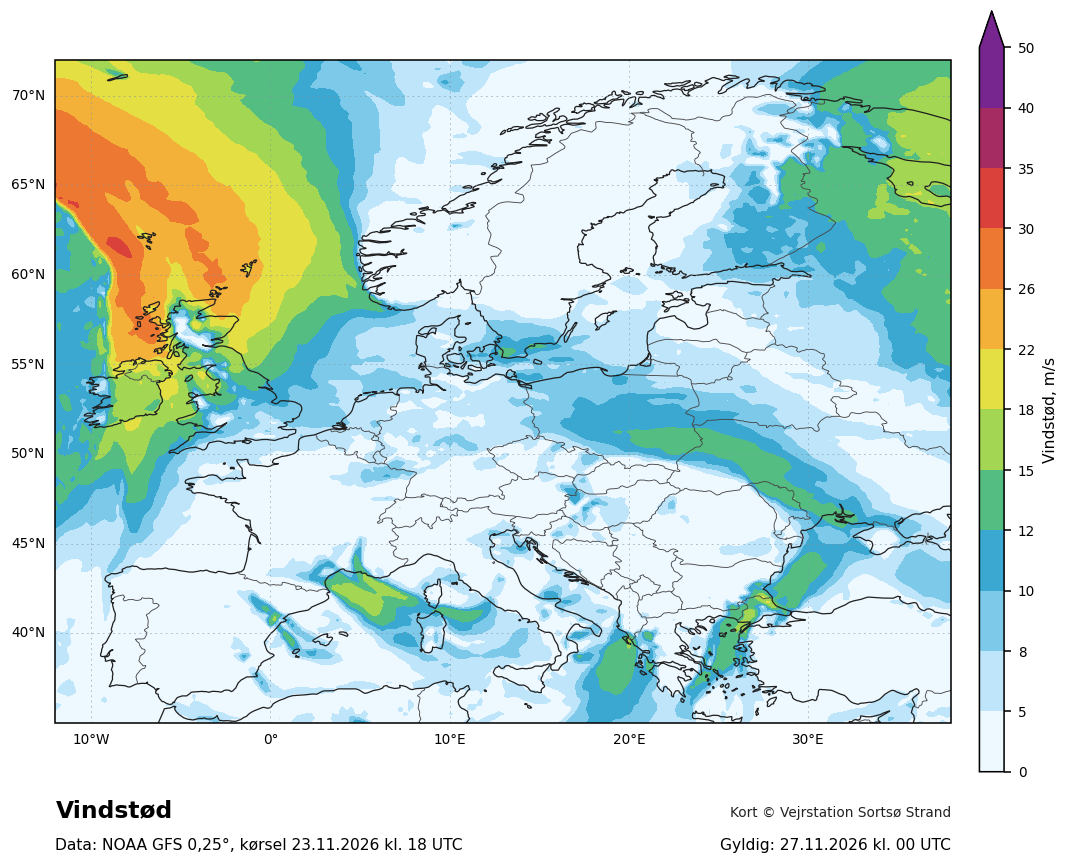 70°N
65°N
60°N
55°N
50°N
45°N
40°N
10°W
0°
10°E
20°E
30°E
50
40
35
30
26
22
18
15
12
10
8
5
0
Vindstød, m/s
Vindstød
Kort © Vejrstation Sortsø Strand
Data: NOAA GFS 0,25°, kørsel 23.11.2026 kl. 18 UTC
Gyldig: 27.11.2026 kl. 00 UTC